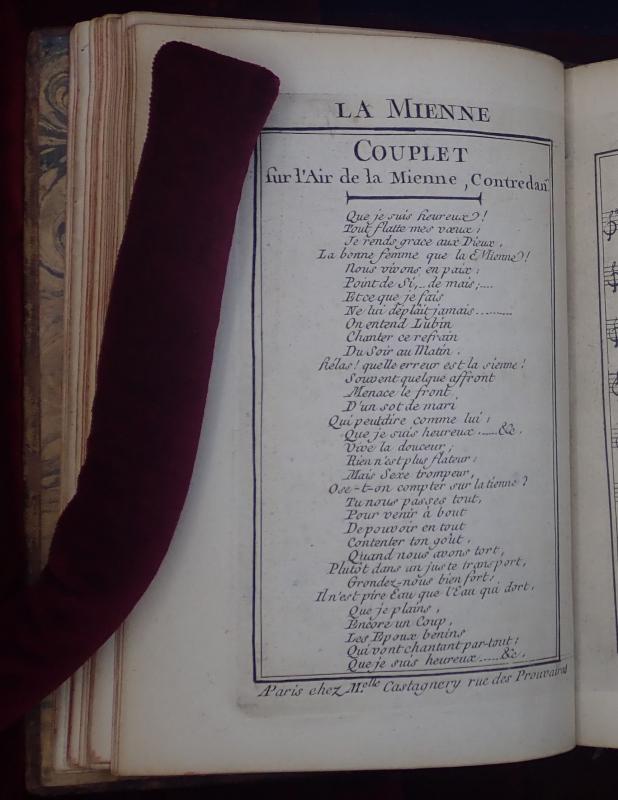 LA MIENNE
COUPLET
sur l'Air de la Mienne, Contredanse
Que je suis heureux!
Tout flatte mes vœux;
Je rends grace aux Dieux,
La bonne femme que la Mienne!
Nous vivons en paix;
Point de Si,... de mais;....
Et ce que je fais
Ne lui déplait jamais..........
On entend Lubin
Chanter ce refrain
Du Soir au Matin.
Hélas! quelle erreur est la sienne!
Souvent quelque affront
Menace le front
D'un sot de mari
Qui peut dire comme lui:
Que je suis heureux.....&c.
Vive la douceur;
Rien n'est plus flateur:
Mais Sexe trompeur,
Ose-t-on compter sur la tienne?
Tu nous passes tout,
Pour venir à bout
De pouvoir en tout
Contenter ton goût.
Quand nous avons tort,
Plutôt dans un juste transport,
Grondez-nous bien fort;
Il n'est pire Eau que l'Eau qui dort,
Que je plains,
Encore un Coup,
Les Epoux benins
Qui vont chantant par-tout;
Que je suis heureux.....&c.
A Paris chez M.elle Castagnery rue des Prouvaires